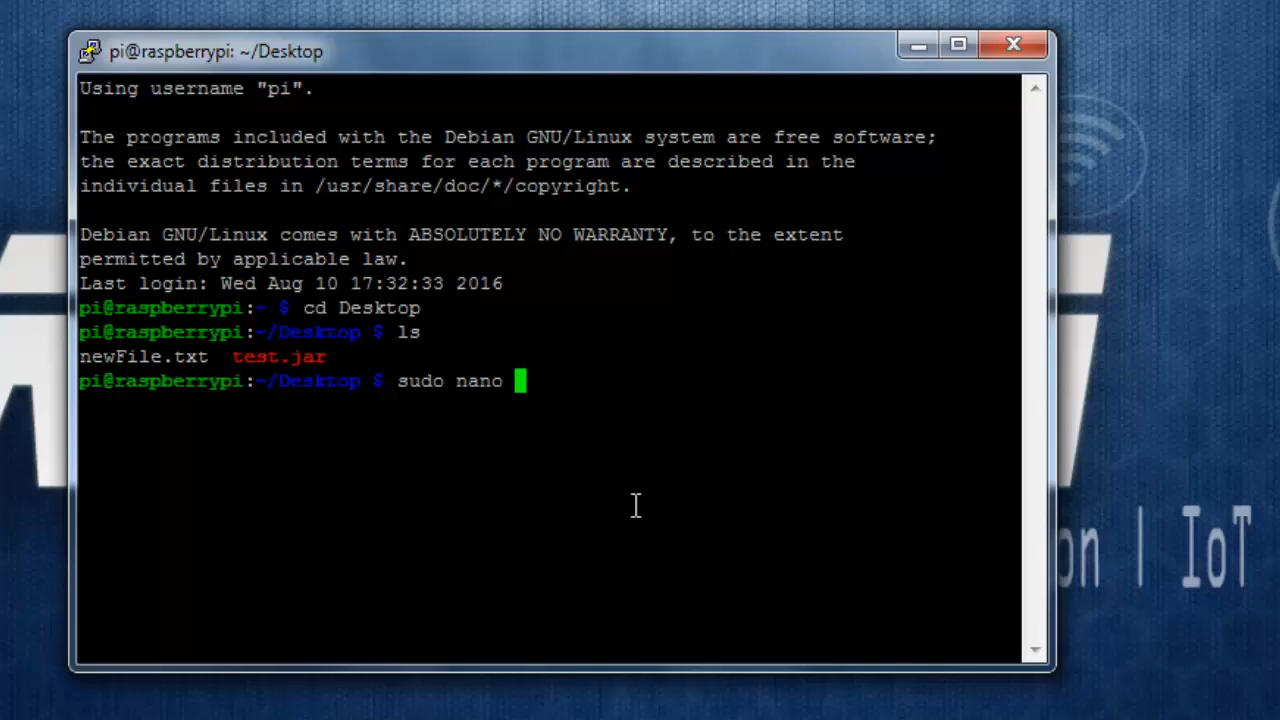 pi@raspberrypi: ~/Desktop
Using username "pi".
The programs included with the Debian GNU/Linux system are free software;
the exact distribution terms for each program are described in the
individual files in /usr/share/doc/*/copyright.
Debian GNU/Linux comes with ABSOLUTELY NO WARRANTY, to the extent
permitted by applicable law.
Last login: Wed Aug 10 17:32:33 2016
pi@raspberrypi:~ $ cd Desktop
pi@raspberrypi:~/Desktop $ ls
newFile.txt  test.jar
pi@raspberrypi:~/Desktop $ sudo nano
on | IoT